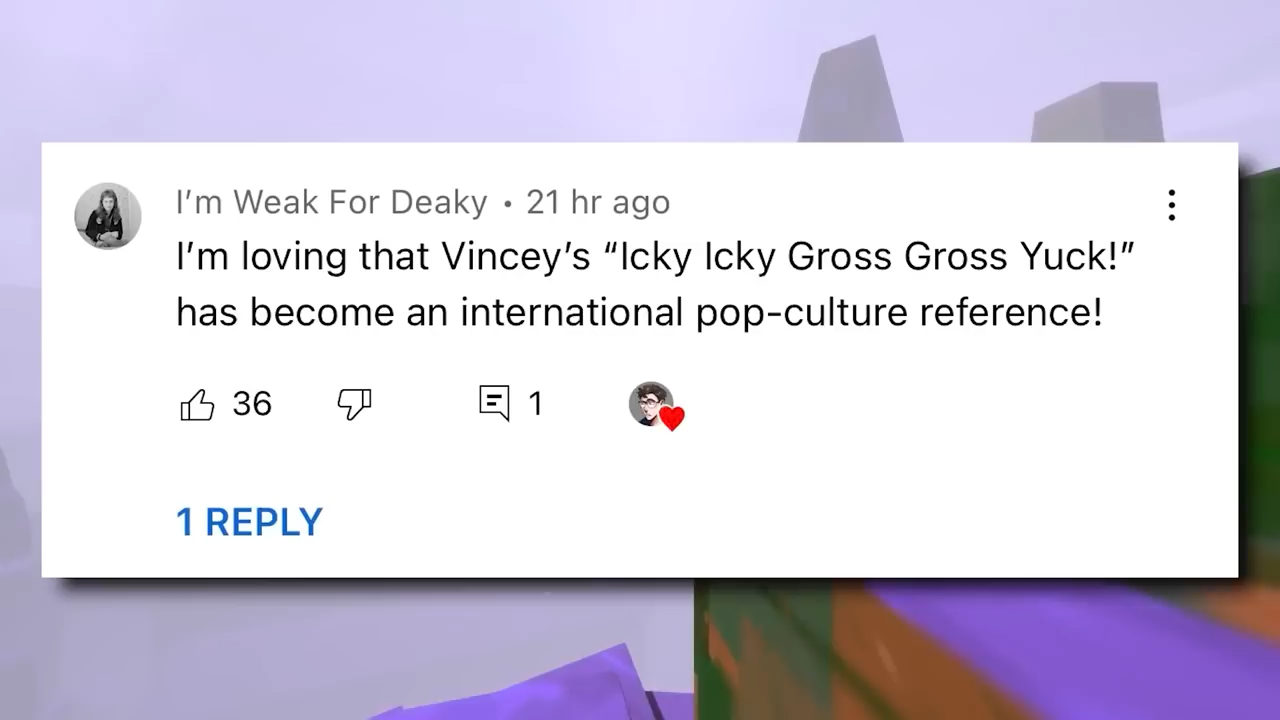 I’m Weak For Deaky • 21 hr ago
I’m loving that Vincey’s “Icky Icky Gross Gross Yuck!”
has become an international pop-culture reference!
36
1
1 REPLY